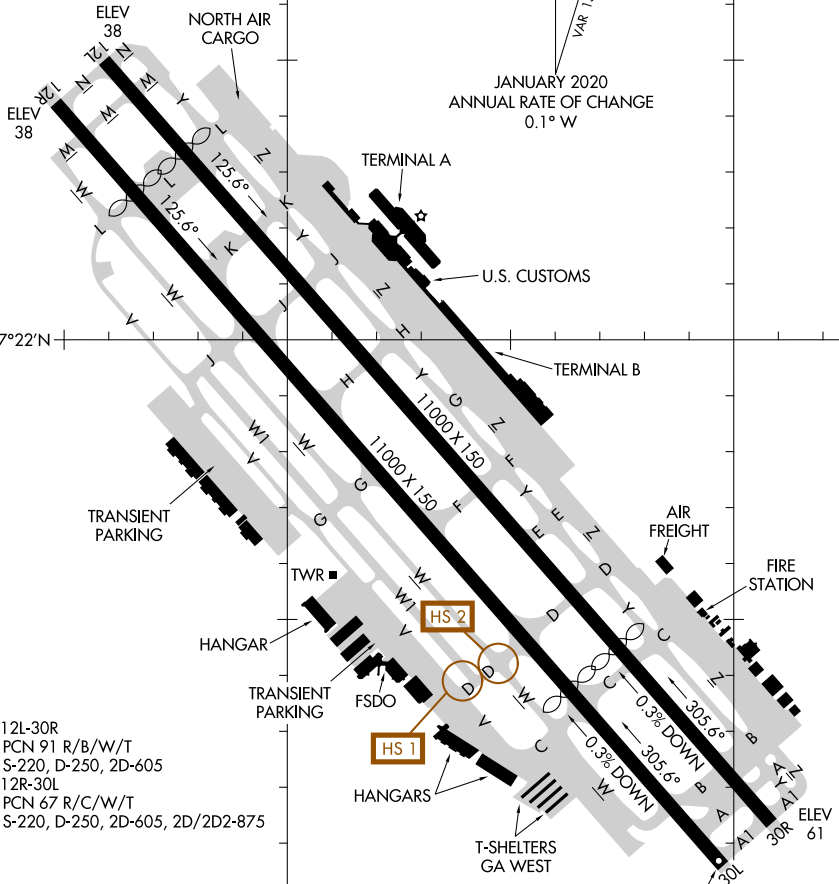 ELEV
38
NORTH AIR
CARGO
VAR 1
JANUARY 2020
ANNUAL RATE OF CHANGE
0.1° W
12L
N
W
Y
L
Z
12R
N
W
ELEV
38
W
W
L
L
125.6°
125.6°
K
K
Y
J
Z
H
TERMINAL A
U.S. CUSTOMS
V
W
J
J
7°22'N
H
Y
G
Z
TERMINAL B
11000 X 150
11000 X 150
W1
W
V
G
G
F
F
Y
E
E
Z
D
TRANSIENT
PARKING
AIR
FREIGHT
FIRE
STATION
TWR
W
W1
V
HS 2
D
Y
C
Z
HANGAR
TRANSIENT
PARKING
FSDO
D
D
W
C
305.6°
0.3% DOWN
B
HS 1
V
C
0.3% DOWN
305.6°
W
B
A
A
Z
Y
A1
A1
HANGARS
T-SHELTERS
GA WEST
30L
30R
ELEV
61
12L-30R
PCN 91 R/B/W/T
S-220, D-250, 2D-605
12R-30L
PCN 67 R/C/W/T
S-220, D-250, 2D-605, 2D/2D2-875